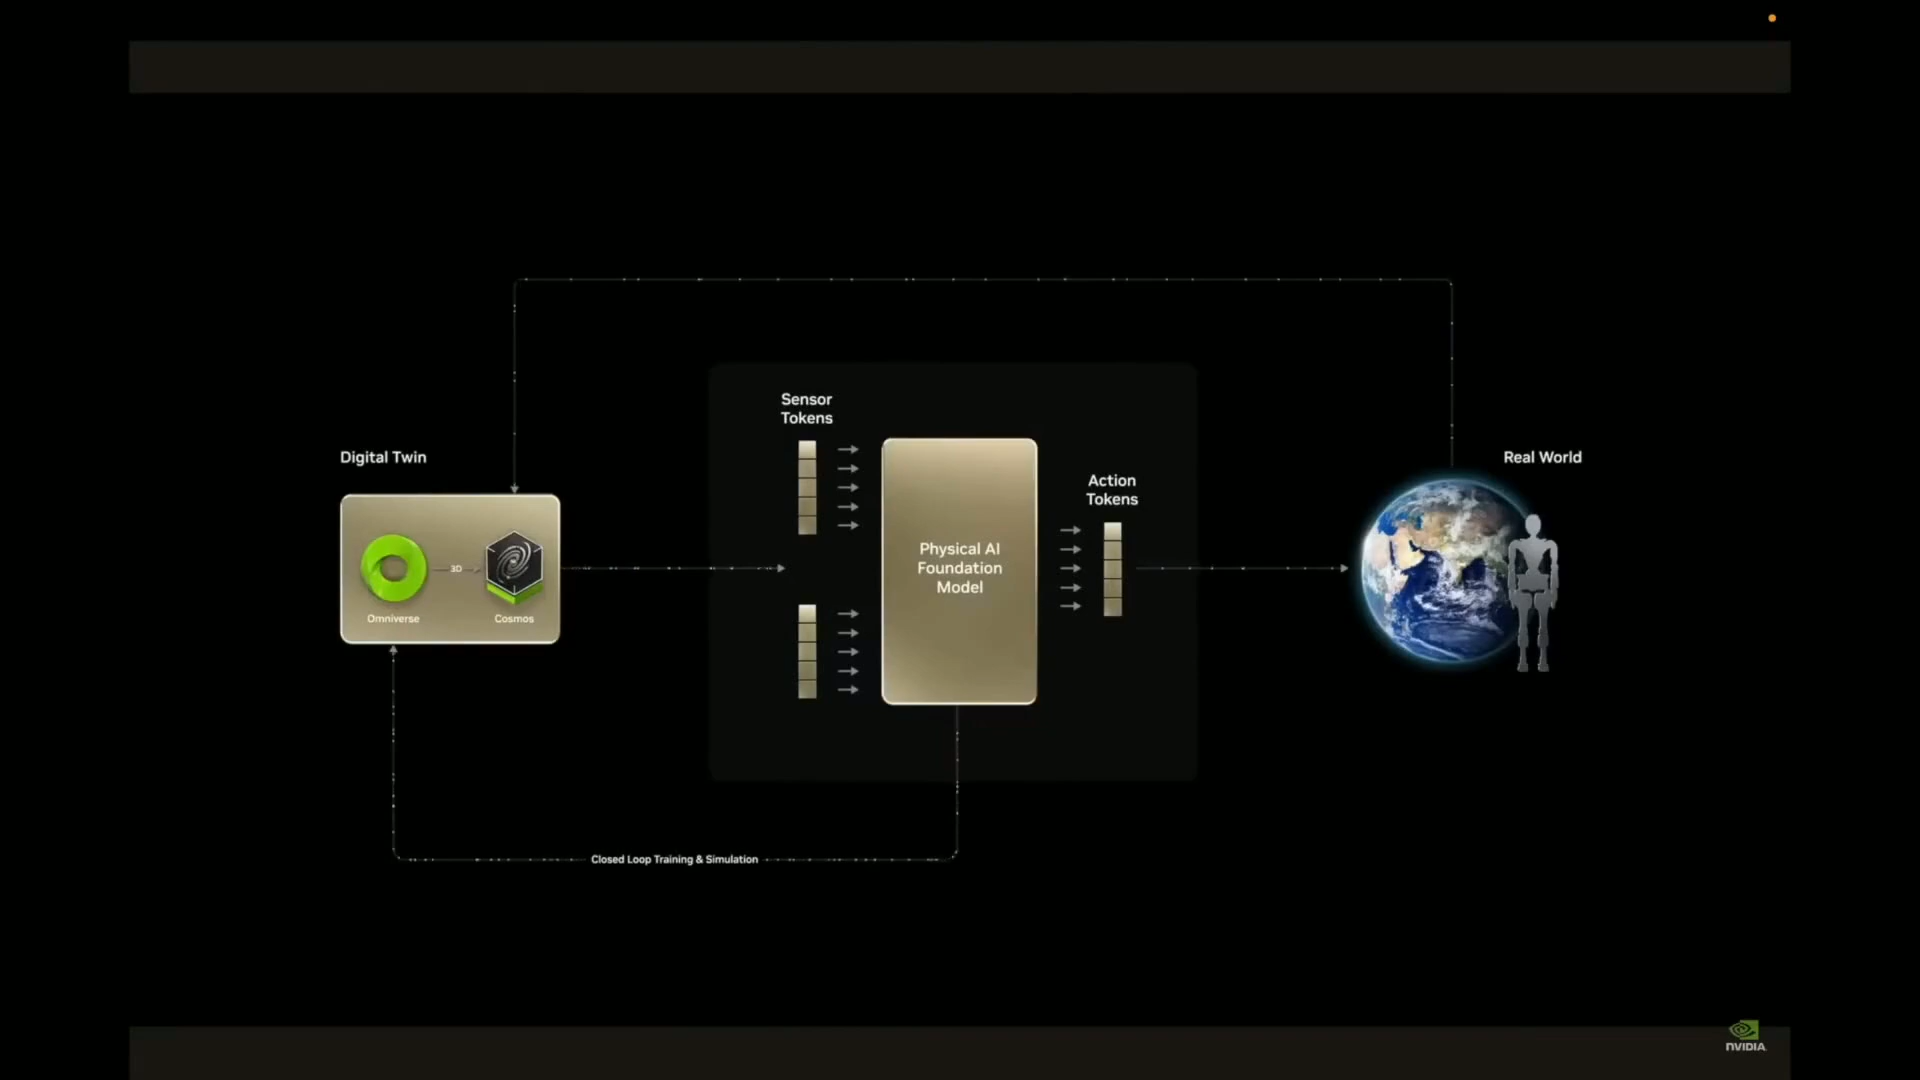 Sensor
Tokens
Digital Twin
Real World
Action
Tokens
Physical AI
Foundation
Model
3D
Omniverse
Cosmos
Closed Loop Training & Simulation
NVIDIA.